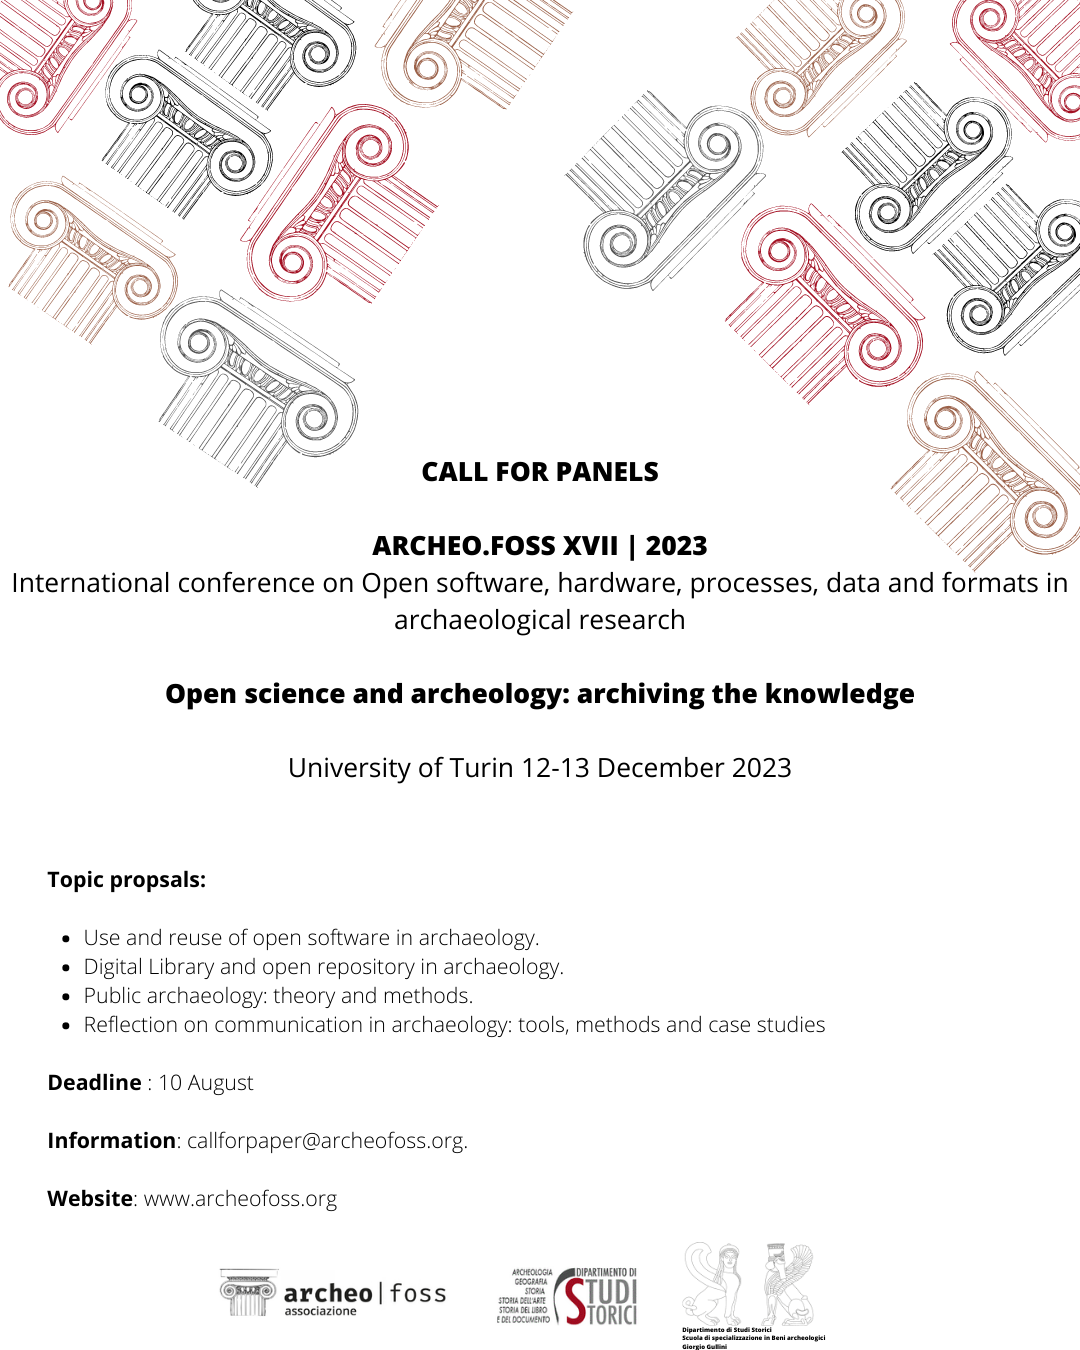 CALL FOR PANELS
ARCHEO.FOSS XVII | 2023
International conference on Open software, hardware, processes, data and formats in
archaeological research
Open science and archeology: archiving the knowledge
University of Turin 12-13 December 2023
Topic propsals:
• Use and reuse of open software in archaeology.
• Digital Library and open repository in archaeology.
• Public archaeology: theory and methods.
• Reflection on communication in archaeology: tools, methods and case studies
Deadline : 10 August
Information: callforpaper@archeofoss.org.
Website: www.archeofoss.org
archeo|foss
associazione
ARCHEOLOGIA
GEOGRAFIA
STORIA
STORIA DELL'ARTE
STORIA DEL LIBRO
E DEL DOCUMENTO
DIPARTIMENTO DI
STUDI
STORICI
Dipartimento di Studi Storici
Scuola di specializzazione in Beni archeologici
Giorgio Gullini